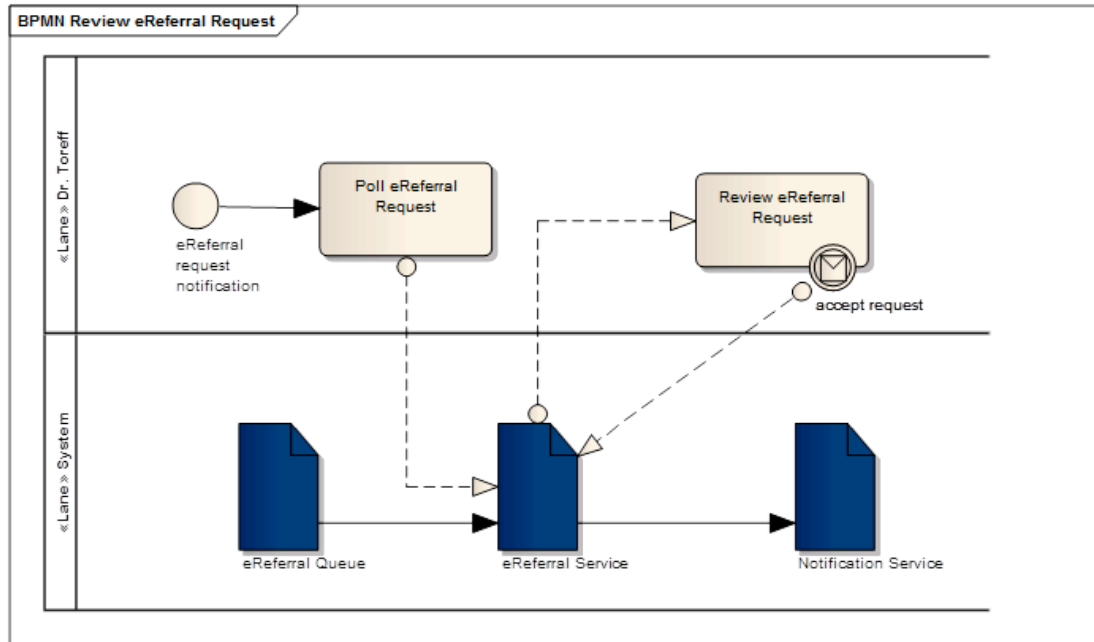 BPMN Review eReferral Request
«Lane» Dr. Toreff
Poll eReferral
Request
Review eReferral
Request
eReferral
request
notification
accept request
«Lane» System
eReferral Queue
eReferral Service
Notification Service